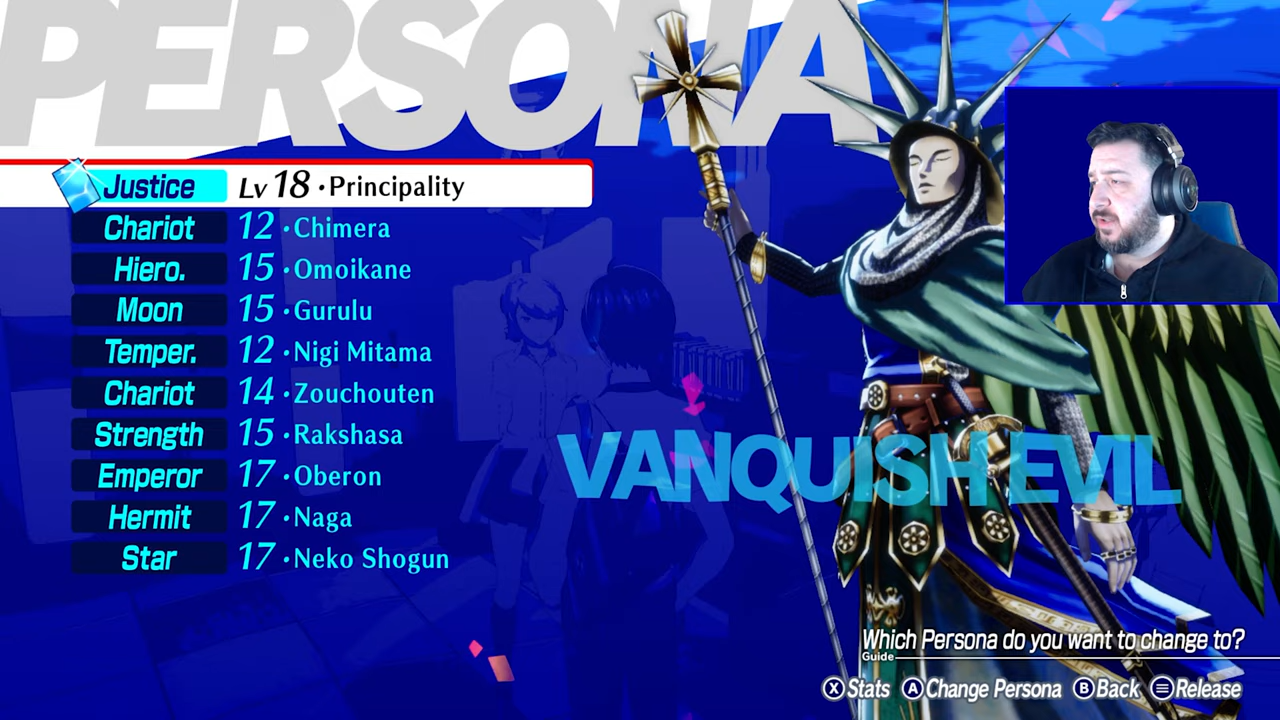 PERSONA
Justice Lv 18 · Principality
Chariot 12 · Chimera
Hiero. 15 · Omoikane
Moon 15 · Gurulu
Temper. 12 · Nigi Mitama
Chariot 14 · Zouchouten
Strength 15 · Rakshasa
Emperor 17 · Oberon
Hermit 17 · Naga
Star 17 · Neko Shogun
VANQUISH EVIL
Which Persona do you want to change to?
Guide
X Stats A Change Persona B Back Release